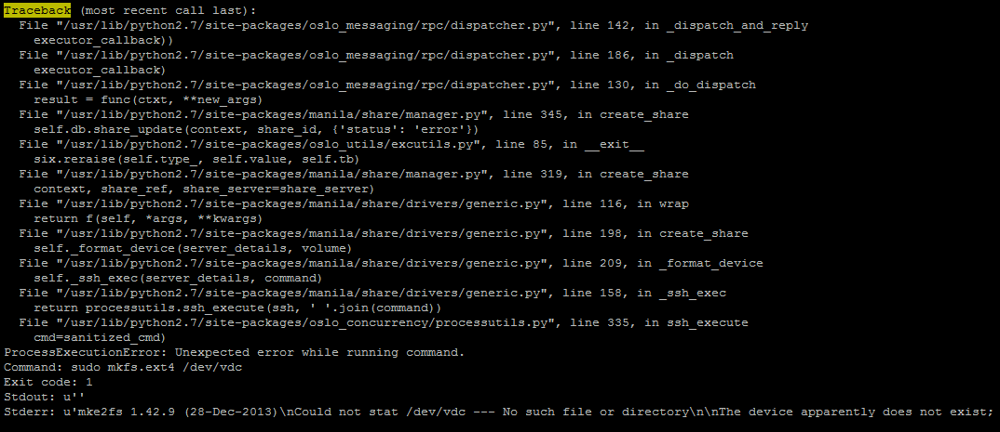 Traceback (most recent call last):
  File "/usr/lib/python2.7/site-packages/oslo_messaging/rpc/dispatcher.py", line 142, in _dispatch_and_reply
    executor_callback))
  File "/usr/lib/python2.7/site-packages/oslo_messaging/rpc/dispatcher.py", line 186, in _dispatch
    executor_callback)
  File "/usr/lib/python2.7/site-packages/oslo_messaging/rpc/dispatcher.py", line 130, in _do_dispatch
    result = func(ctxt, **new_args)
  File "/usr/lib/python2.7/site-packages/manila/share/manager.py", line 345, in create_share
    self.db.share_update(context, share_id, {'status': 'error'})
  File "/usr/lib/python2.7/site-packages/oslo_utils/excutils.py", line 85, in __exit__
    six.reraise(self.type_, self.value, self.tb)
  File "/usr/lib/python2.7/site-packages/manila/share/manager.py", line 319, in create_share
    context, share_ref, share_server=share_server)
  File "/usr/lib/python2.7/site-packages/manila/share/drivers/generic.py", line 116, in wrap
    return f(self, *args, **kwargs)
  File "/usr/lib/python2.7/site-packages/manila/share/drivers/generic.py", line 198, in create_share
    self._format_device(server_details, volume)
  File "/usr/lib/python2.7/site-packages/manila/share/drivers/generic.py", line 209, in _format_device
    self._ssh_exec(server_details, command)
  File "/usr/lib/python2.7/site-packages/manila/share/drivers/generic.py", line 158, in _ssh_exec
    return processutils.ssh_execute(ssh, ' '.join(command))
  File "/usr/lib/python2.7/site-packages/oslo_concurrency/processutils.py", line 335, in ssh_execute
    cmd=sanitized_cmd)
ProcessExecutionError: Unexpected error while running command.
Command: sudo mkfs.ext4 /dev/vdc
Exit code: 1
Stdout: u''
Stderr: u'mke2fs 1.42.9 (28-Dec-2013)\nCould not stat /dev/vdc --- No such file or directory\n\nThe device apparently does not exist;